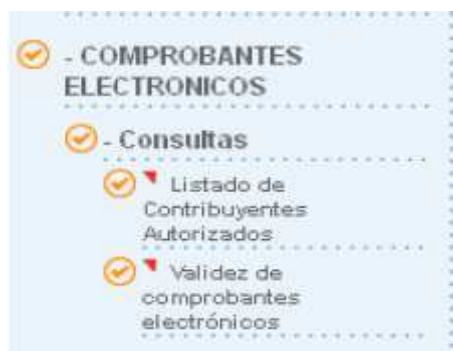 - COMPROBANTES
ELECTRONICOS
- Consultas
Listado de
Contribuyentes
Autorizados
Validez de
comprobantes
electrónicos